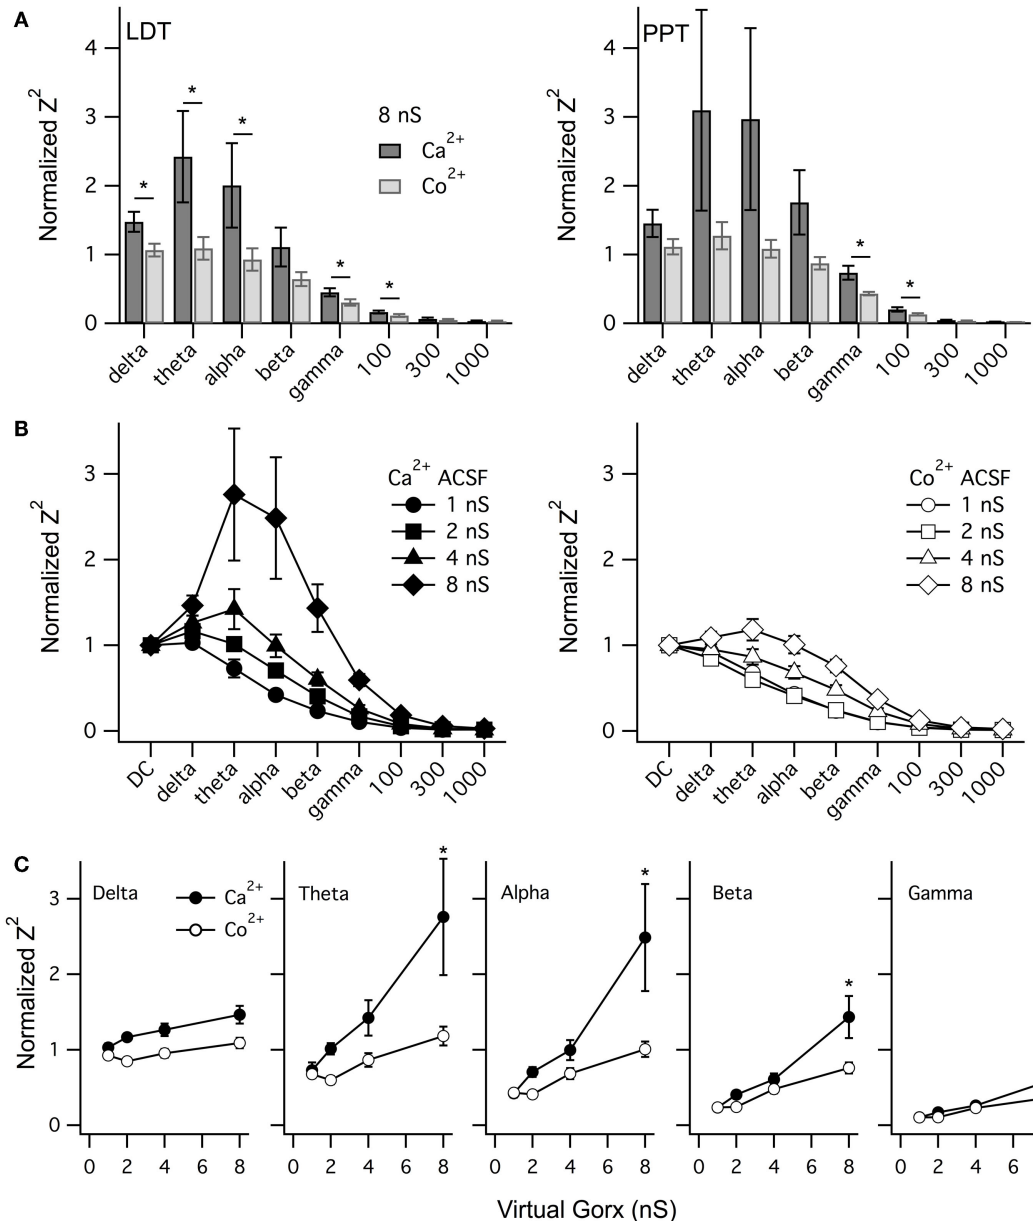 A
LDT
Normalized Z²
4
3
2
1
0
8 nS
Ca²⁺
Co²⁺
*
*
*
*
*
delta
theta
alpha
beta
gamma
100
300
1000
PPT
Normalized Z²
4
3
2
1
0
*
*
delta
theta
alpha
beta
gamma
100
300
1000
B
Normalized Z²
3
2
1
0
Ca²⁺ ACSF
1 nS
2 nS
4 nS
8 nS
DC
delta
theta
alpha
beta
gamma
100
300
1000
Normalized Z²
3
2
1
0
Co²⁺ ACSF
1 nS
2 nS
4 nS
8 nS
DC
delta
theta
alpha
beta
gamma
100
300
1000
C
Normalized Z²
3
2
1
0
Delta
Ca²⁺
Co²⁺
0 2 4 6 8
Theta
*
0 2 4 6 8
Alpha
*
0 2 4 6 8
Beta
*
0 2 4 6 8
Gamma
0 2 4 6
Virtual Gorx (nS)